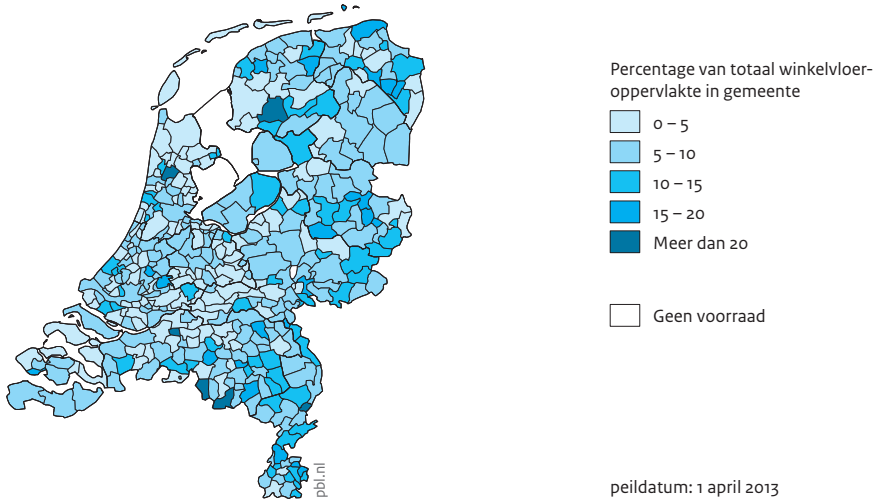 Percentage van totaal winkelvloer-
oppervlakte in gemeente
0 – 5
5 – 10
10 – 15
15 – 20
Meer dan 20
Geen voorraad
pbl.nl
peildatum: 1 april 2013